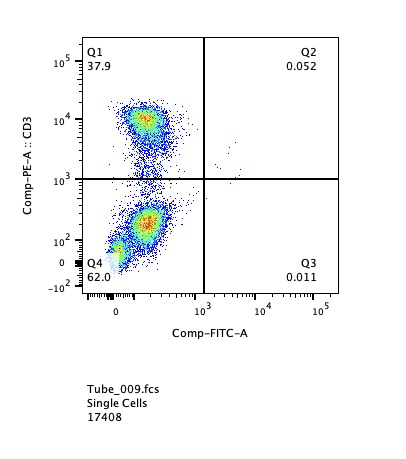 Q1
37.9
Q2
0.052
10^5
10^4
10^3
10^2
0
-10^2
Comp-PE-A :: CD3
Q4
62.0
Q3
0.011
0
10^3
10^4
10^5
Comp-FITC-A
Tube_009.fcs
Single Cells
17408